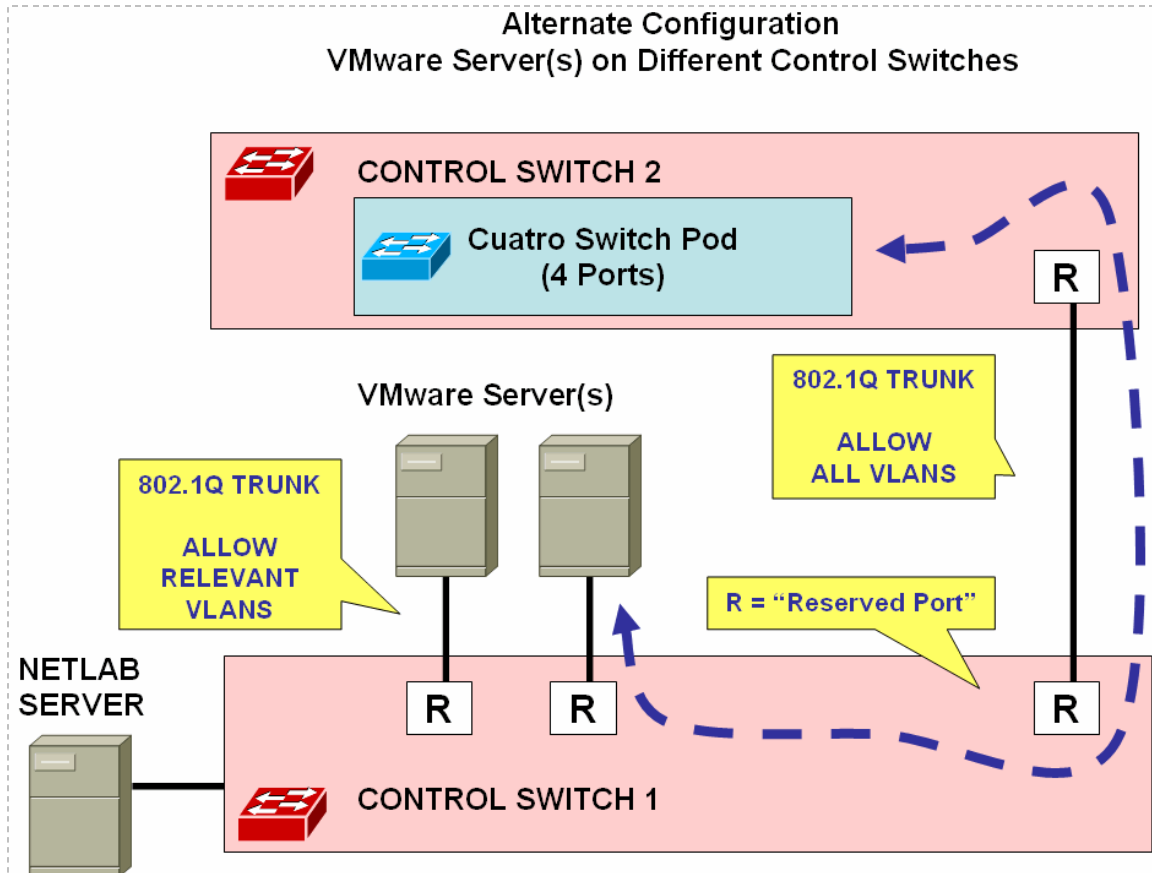 Alternate Configuration
VMware Server(s) on Different Control Switches
CONTROL SWITCH 2
Cuatro Switch Pod
(4 Ports)
R
802.1Q TRUNK
ALLOW
ALL VLANS
VMware Server(s)
802.1Q TRUNK
ALLOW
RELEVANT
VLANS
R = “Reserved Port”
NETLAB
SERVER
R
R
R
CONTROL SWITCH 1